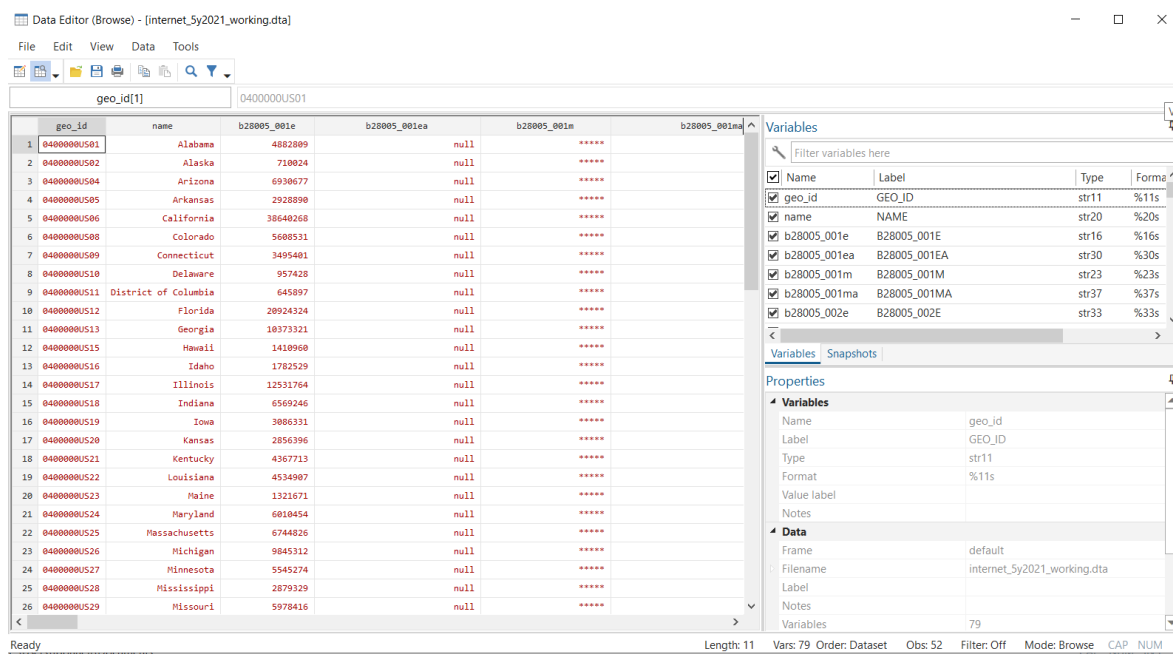 Data Editor (Browse) - [internet_5y2021_working.dta]
File Edit View Data Tools
geo_id[1] 0400000US01
geo_id name b28005_001e b28005_001ea b28005_001m b28005_001ma
1 0400000US01 Alabama 4882809 null *****
2 0400000US02 Alaska 710024 null *****
3 0400000US04 Arizona 6930677 null *****
4 0400000US05 Arkansas 2928890 null *****
5 0400000US06 California 38640268 null *****
6 0400000US08 Colorado 5608531 null *****
7 0400000US09 Connecticut 3495401 null *****
8 0400000US10 Delaware 957428 null *****
9 0400000US11 District of Columbia 645897 null *****
10 0400000US12 Florida 20924324 null *****
11 0400000US13 Georgia 10373321 null *****
12 0400000US15 Hawaii 1410960 null *****
13 0400000US16 Idaho 1782529 null *****
14 0400000US17 Illinois 12531764 null *****
15 0400000US18 Indiana 6569246 null *****
16 0400000US19 Iowa 3086331 null *****
17 0400000US20 Kansas 2856396 null *****
18 0400000US21 Kentucky 4367713 null *****
19 0400000US22 Louisiana 4534907 null *****
20 0400000US23 Maine 1321671 null *****
21 0400000US24 Maryland 6010454 null *****
22 0400000US25 Massachusetts 6744826 null *****
23 0400000US26 Michigan 9845312 null *****
24 0400000US27 Minnesota 5545274 null *****
25 0400000US28 Mississippi 2879329 null *****
26 0400000US29 Missouri 5978416 null *****
Variables
Filter variables here
Name Label Type Forma
geo_id GEO_ID str11 %11s
name NAME str20 %20s
b28005_001e B28005_001E str16 %16s
b28005_001ea B28005_001EA str30 %30s
b28005_001m B28005_001M str23 %23s
b28005_001ma B28005_001MA str37 %37s
b28005_002e B28005_002E str33 %33s
Variables Snapshots
Properties
Variables
Name geo_id
Label GEO_ID
Type str11
Format %11s
Value label
Notes
Data
Frame default
Filename internet_5y2021_working.dta
Label
Notes
Variables 79
Ready Length: 11 Vars: 79 Order: Dataset Obs: 52 Filter: Off Mode: Browse CAP NUM